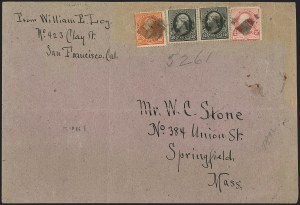 From William E. Loy.
No 423 Clay St.
San Francisco, Cal.
5261
Mr. W. C. Stone
No 384 Union St.
Springfield,
Mass.